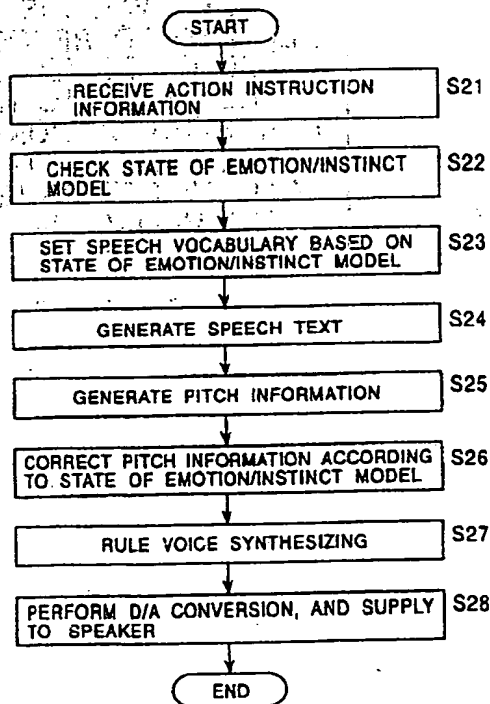 START
RECEIVE ACTION INSTRUCTION
INFORMATION
S21
CHECK STATE OF EMOTION/INSTINCT
MODEL
S22
SET SPEECH VOCABULARY BASED ON
STATE OF EMOTION/INSTINCT MODEL
S23
GENERATE SPEECH TEXT
S24
GENERATE PITCH INFORMATION
S25
CORRECT PITCH INFORMATION ACCORDING
TO STATE OF EMOTION/INSTINCT MODEL
S26
RULE VOICE SYNTHESIZING
S27
PERFORM D/A CONVERSION, AND SUPPLY
TO SPEAKER
S28
END